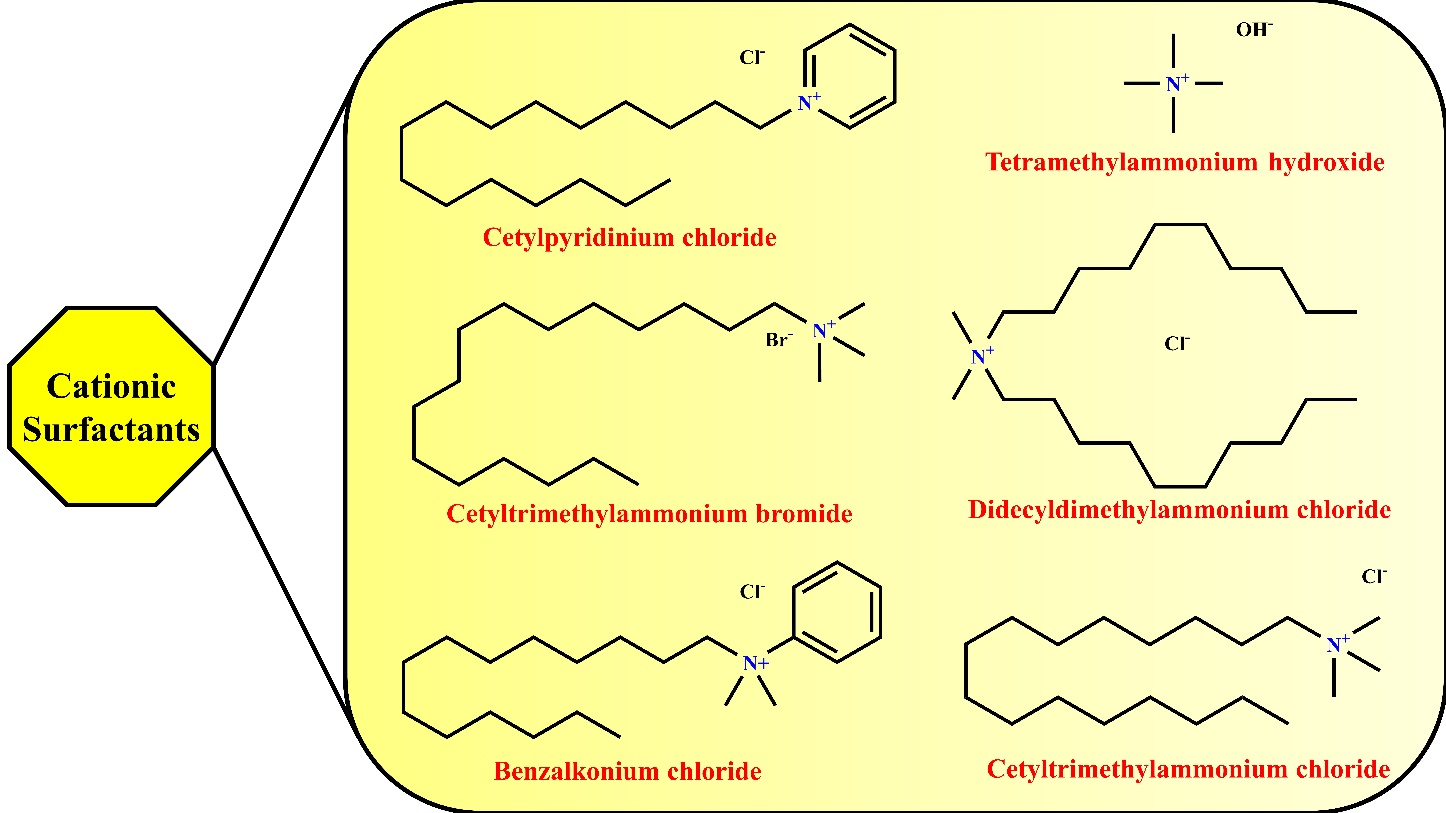 Cl⁻
N⁺
Cetylpyridinium chloride
OH⁻
N⁺
Tetramethylammonium hydroxide
Cationic
Surfactants
Br⁻
N⁺
Cetyltrimethylammonium bromide
N⁺
Cl⁻
Didecyldimethylammonium chloride
Cl⁻
N+
Benzalkonium chloride
Cl⁻
N⁺
Cetyltrimethylammonium chloride